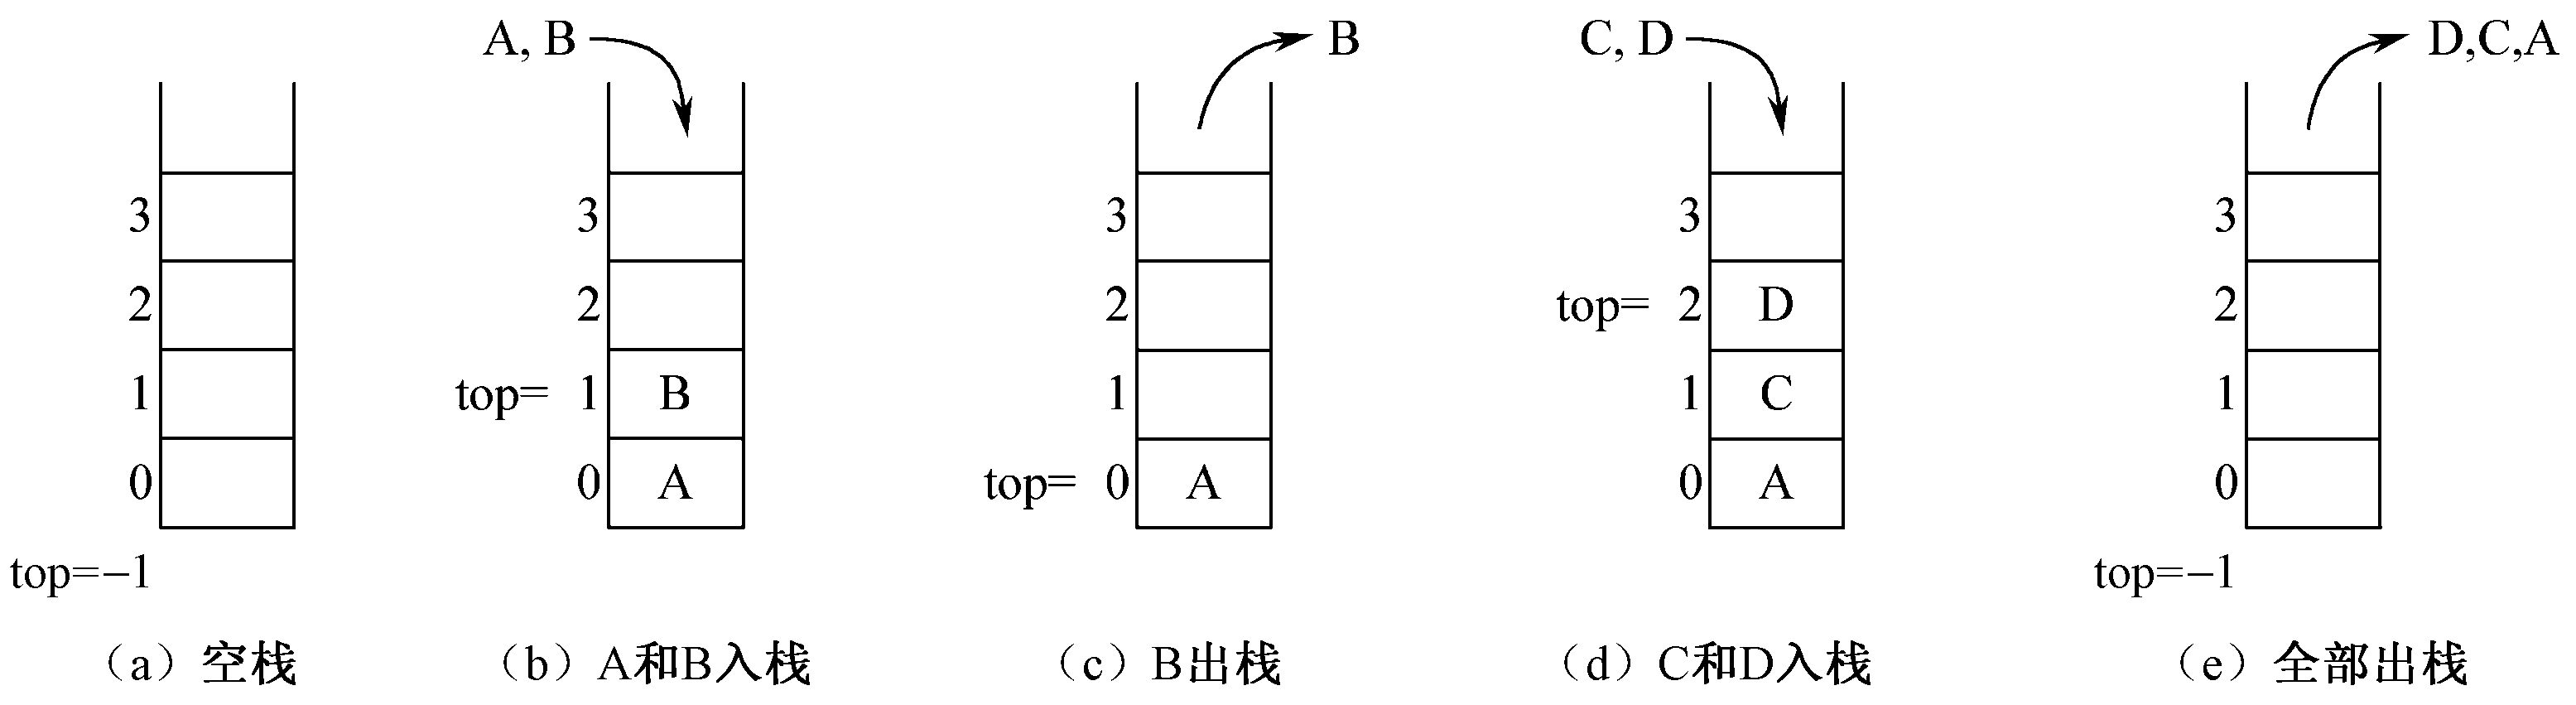 A, B
B
C, D
D,C,A
3
3
3
3
3
2
2
2
top= 2 D
2
1
top= 1 B
1
1 C
1
0
0 A
top= 0 A
0 A
0
top=–1
top=–1
（a）空栈
（b）A和B入栈
（c）B出栈
（d）C和D入栈
（e）全部出栈